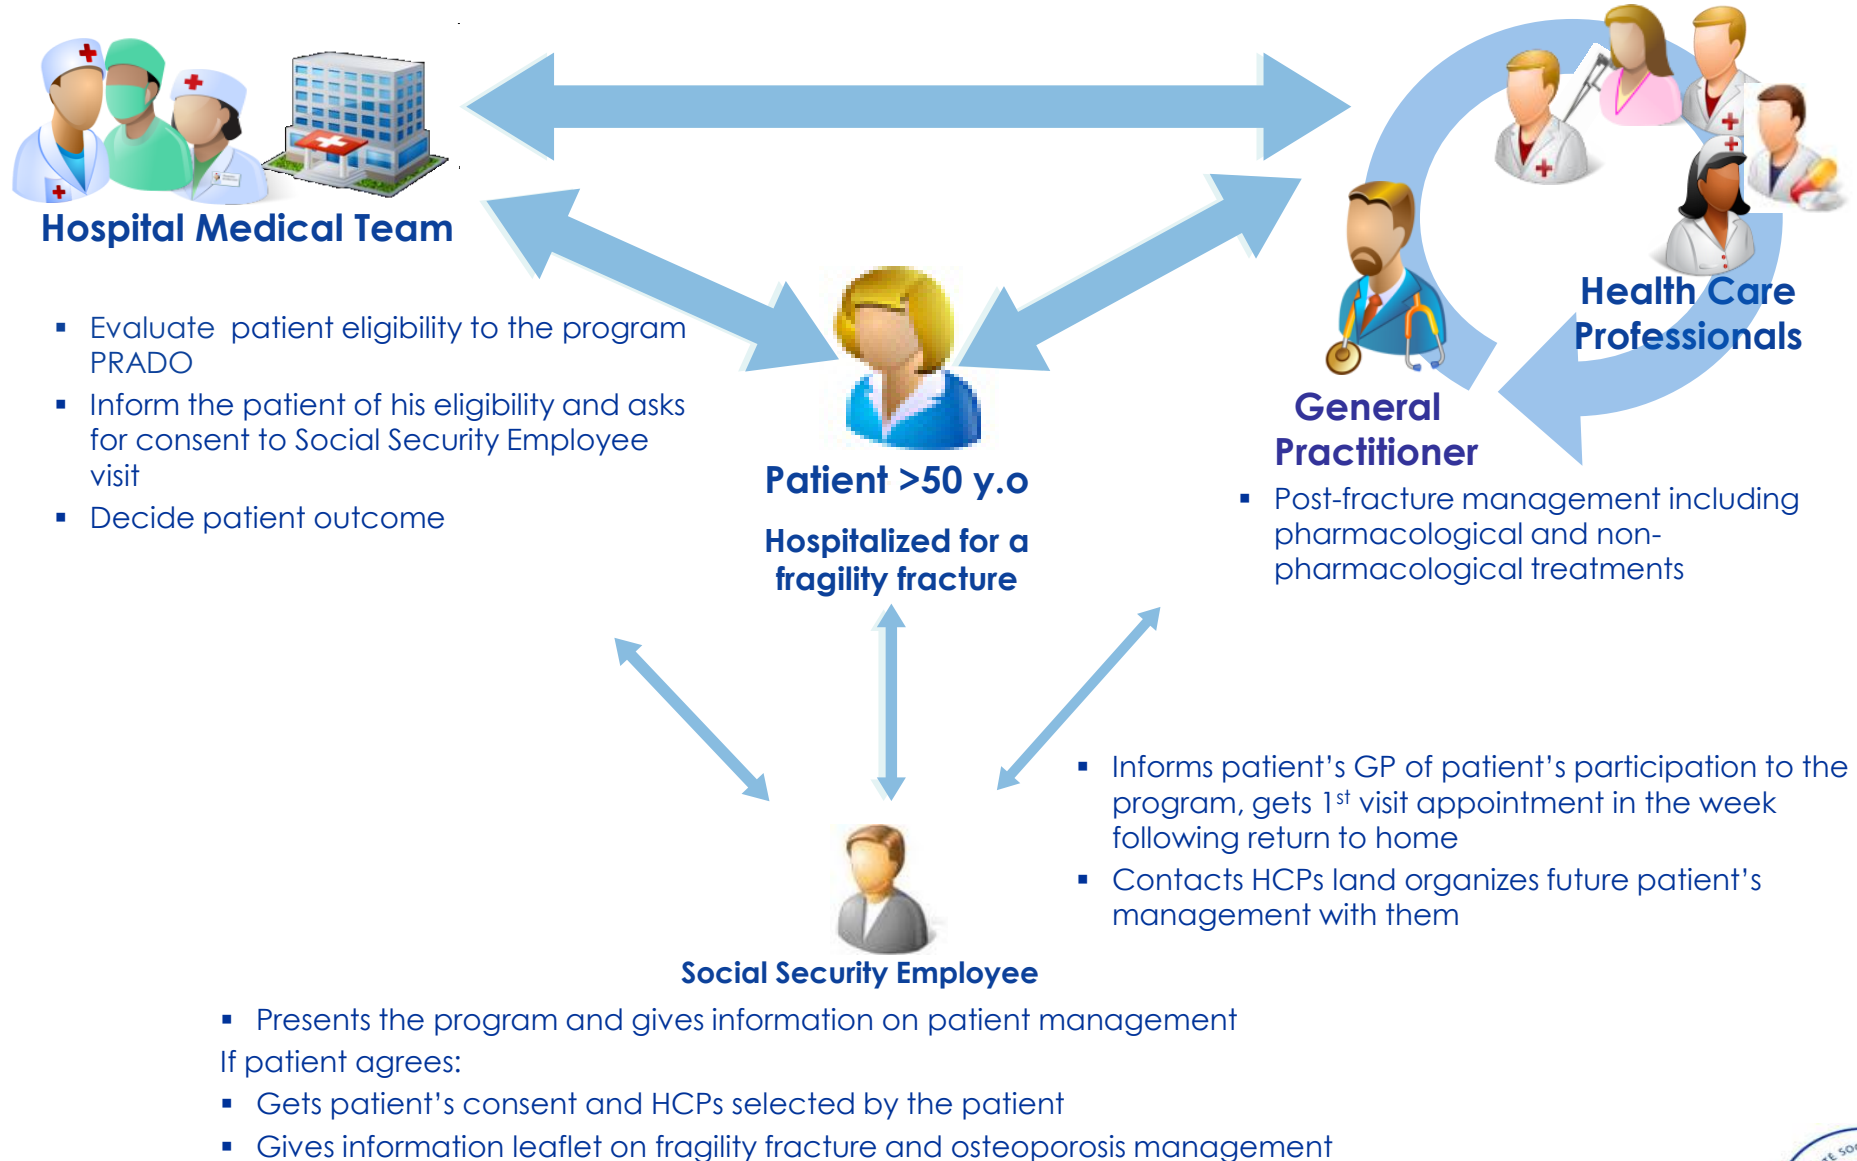 Hospital Medical Team
▪ Evaluate patient eligibility to the program
PRADO
▪ Inform the patient of his eligibility and asks
for consent to Social Security Employee
visit
▪ Decide patient outcome
Patient >50 y.o
Hospitalized for a
fragility fracture
Health Care
Professionals
General
Practitioner
▪ Post-fracture management including
pharmacological and non-
pharmacological treatments
▪ Informs patient’s GP of patient’s participation to the
program, gets 1st visit appointment in the week
following return to home
▪ Contacts HCPs land organizes future patient’s
management with them
Social Security Employee
▪ Presents the program and gives information on patient management
If patient agrees:
▪ Gets patient’s consent and HCPs selected by the patient
▪ Gives information leaflet on fragility fracture and osteoporosis management